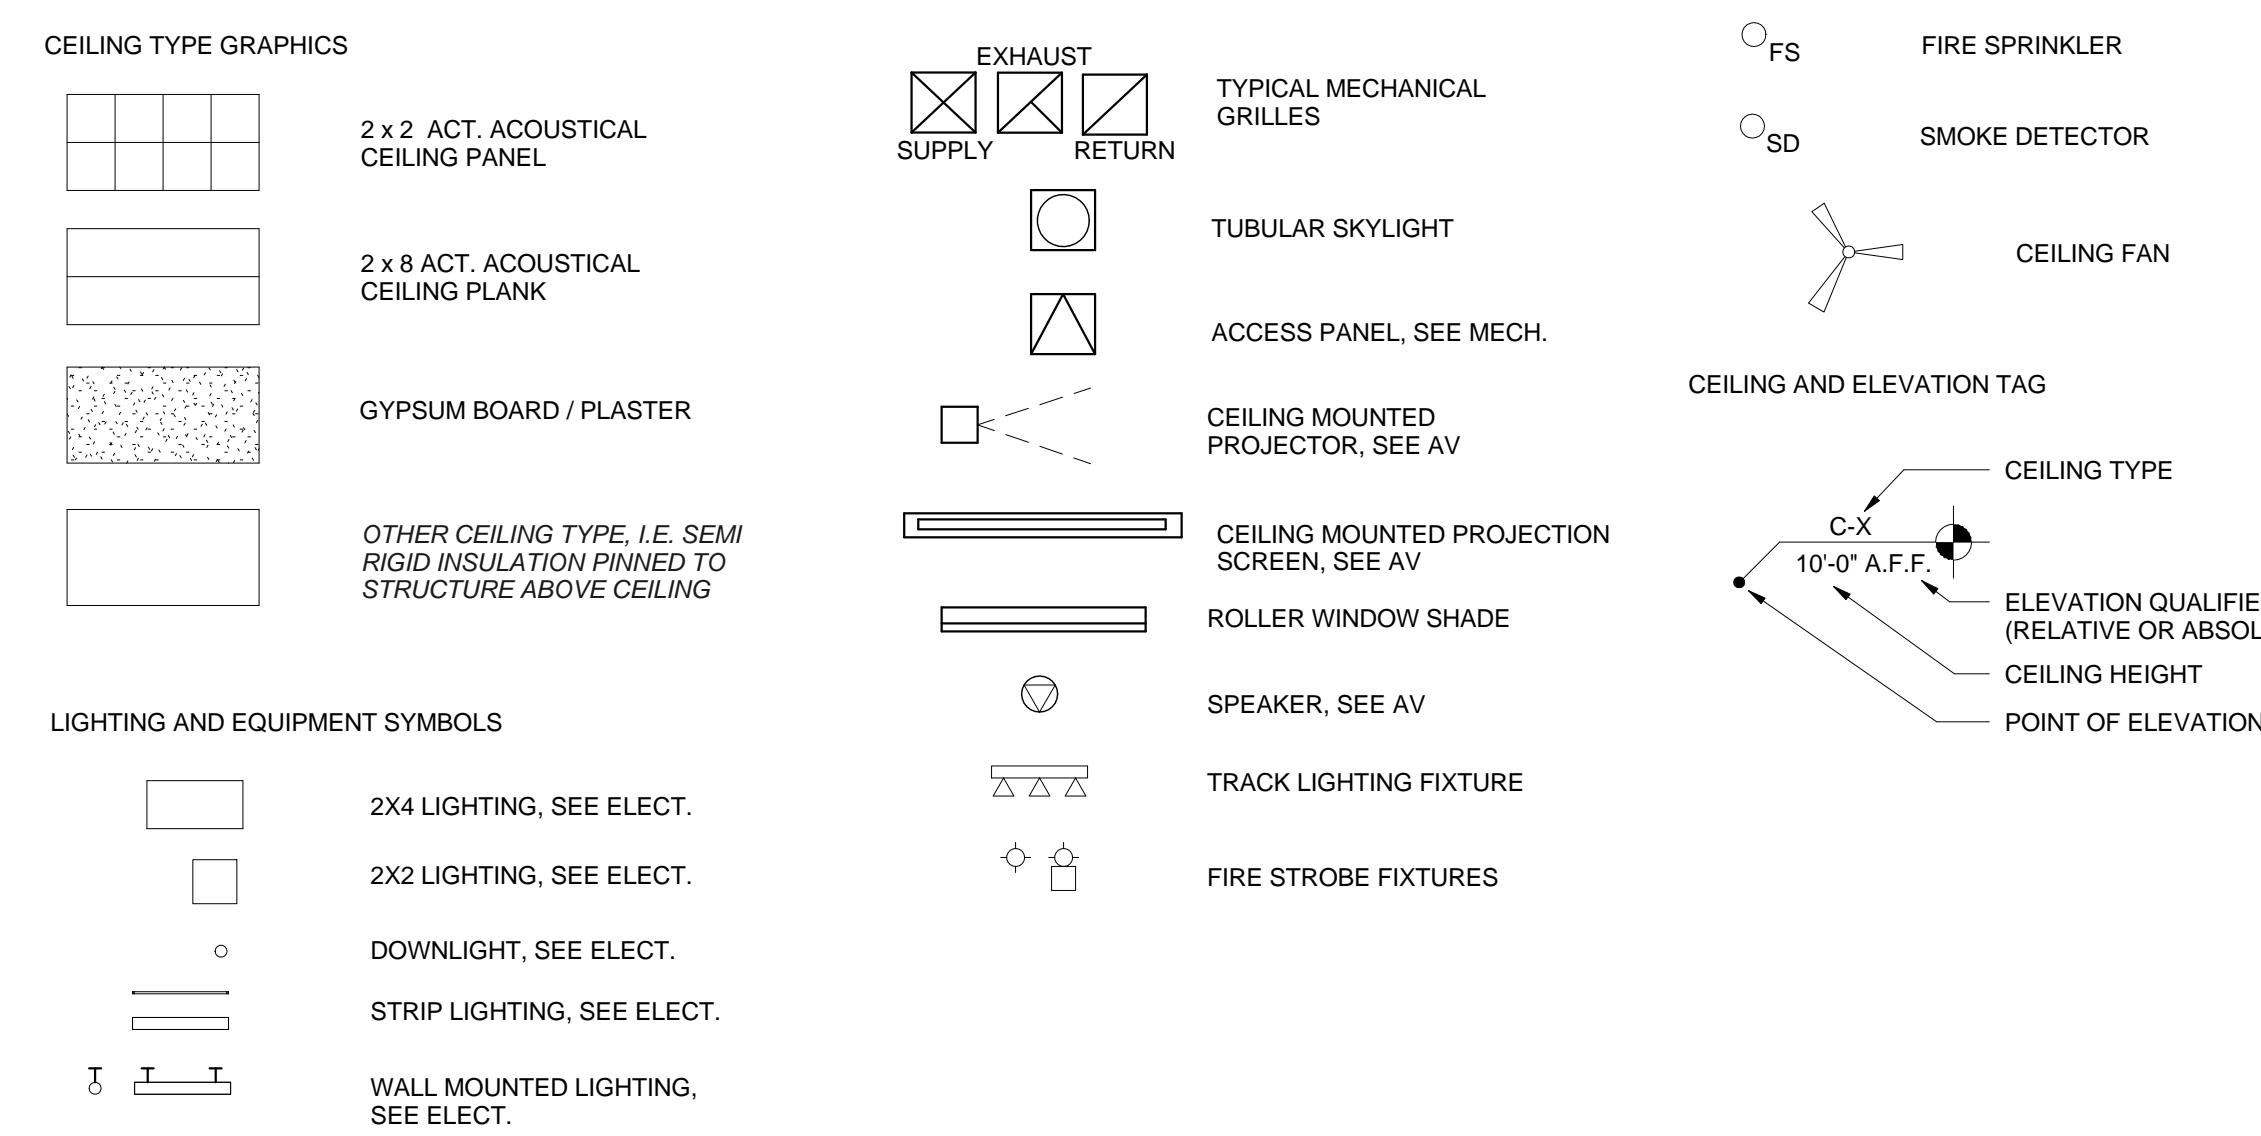 CEILING TYPE GRAPHICS
2 x 2 ACT. ACOUSTICAL
CEILING PANEL
2 x 8 ACT. ACOUSTICAL
CEILING PLANK
GYPSUM BOARD / PLASTER
OTHER CEILING TYPE, I.E. SEMI
RIGID INSULATION PINNED TO
STRUCTURE ABOVE CEILING
LIGHTING AND EQUIPMENT SYMBOLS
2X4 LIGHTING, SEE ELECT.
2X2 LIGHTING, SEE ELECT.
DOWNLIGHT, SEE ELECT.
STRIP LIGHTING, SEE ELECT.
WALL MOUNTED LIGHTING,
SEE ELECT.
EXHAUST
SUPPLY
RETURN
TYPICAL MECHANICAL
GRILLES
TUBULAR SKYLIGHT
ACCESS PANEL, SEE MECH.
CEILING MOUNTED
PROJECTOR, SEE AV
CEILING MOUNTED PROJECTION
SCREEN, SEE AV
ROLLER WINDOW SHADE
SPEAKER, SEE AV
TRACK LIGHTING FIXTURE
FIRE STROBE FIXTURES
FS
FIRE SPRINKLER
SD
SMOKE DETECTOR
CEILING FAN
CEILING AND ELEVATION TAG
CEILING TYPE
C-X
10'-0" A.F.F.
ELEVATION QUALIFIE
(RELATIVE OR ABSOL
CEILING HEIGHT
POINT OF ELEVATION